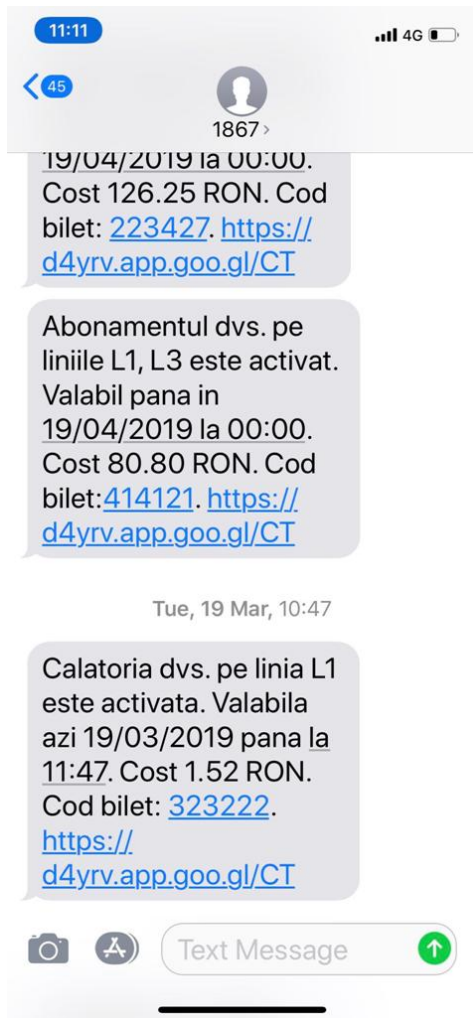 11:11
4G
45
1867
19/04/2019 la 00:00.
Cost 126.25 RON. Cod
bilet: 223427. https://
d4yrv.app.goo.gl/CT
Abonamentul dvs. pe
liniile L1, L3 este activat.
Valabil pana in
19/04/2019 la 00:00.
Cost 80.80 RON. Cod
bilet:414121. https://
d4yrv.app.goo.gl/CT
Tue, 19 Mar, 10:47
Calatoria dvs. pe linia L1
este activata. Valabila
azi 19/03/2019 pana la
11:47. Cost 1.52 RON.
Cod bilet: 323222.
https://
d4yrv.app.goo.gl/CT
Text Message